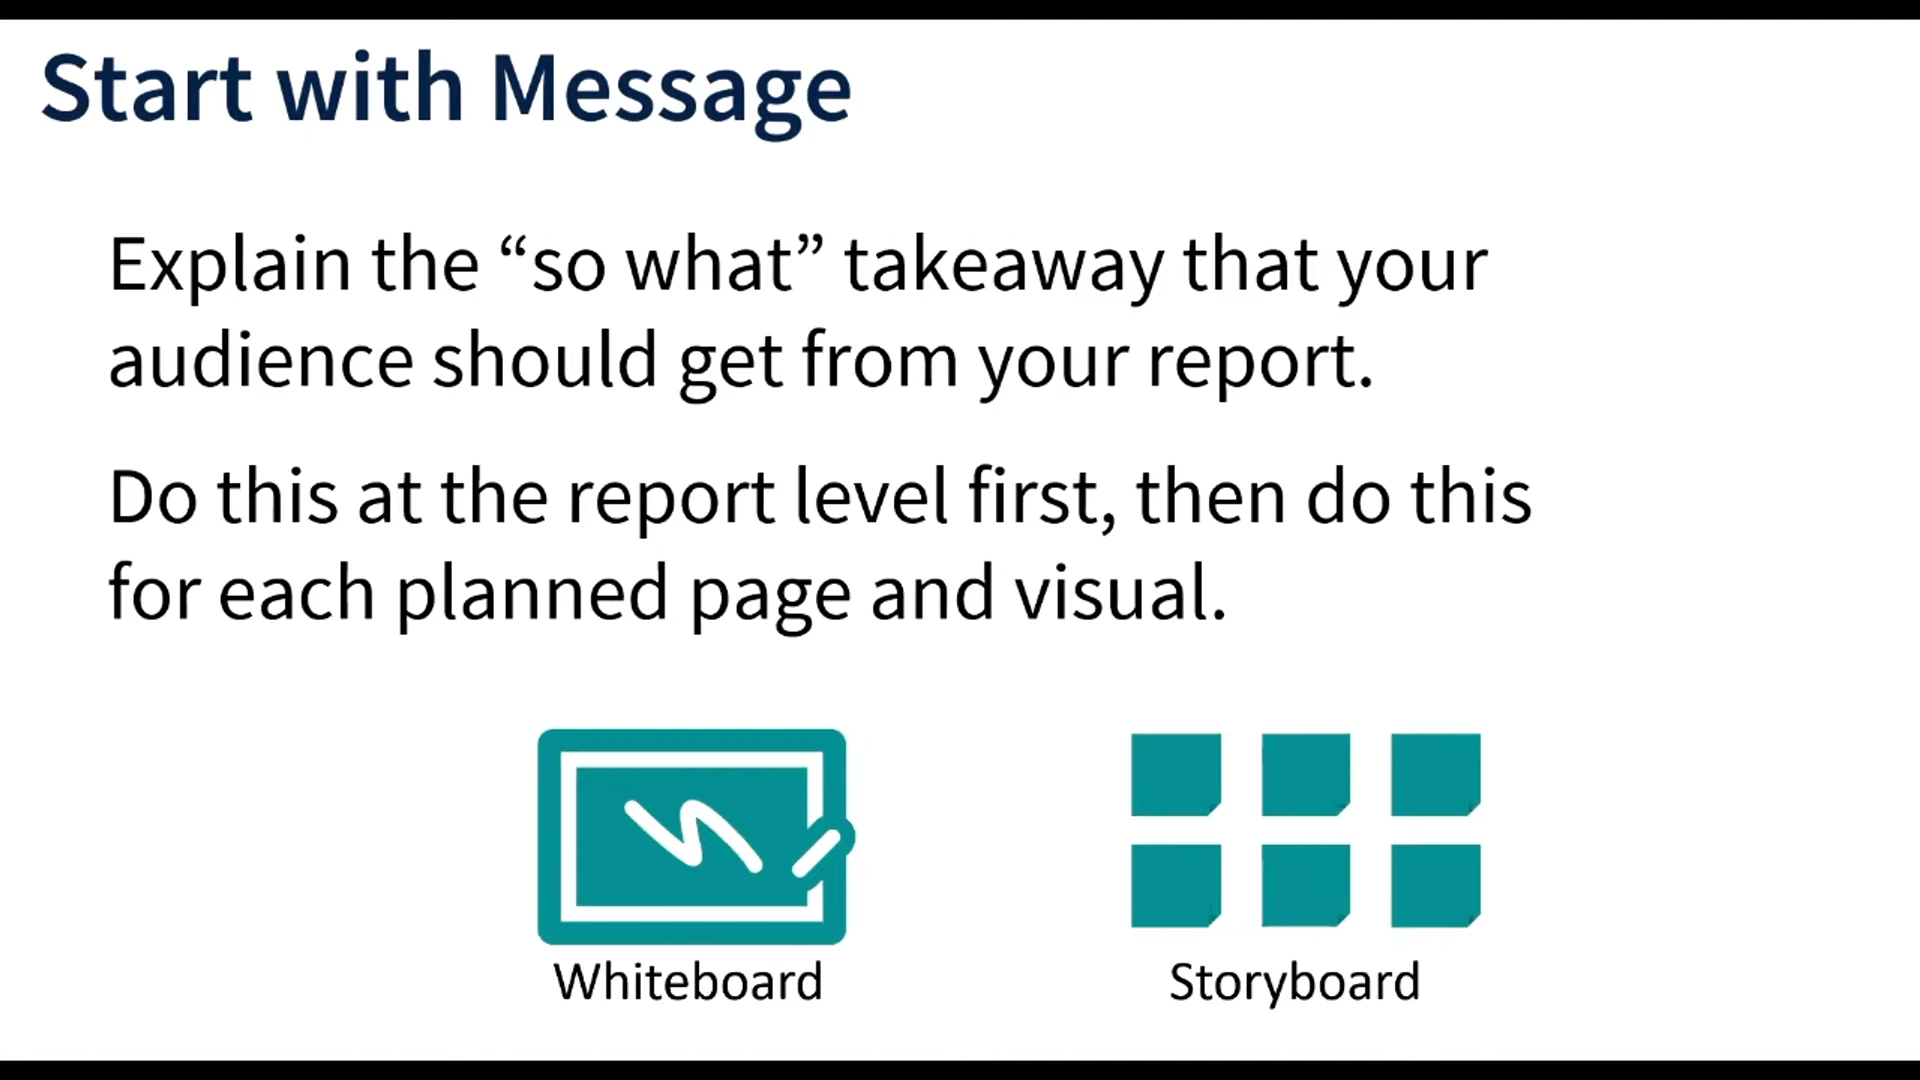 Start with Message
Explain the “so what” takeaway that your
audience should get from your report.
Do this at the report level first, then do this
for each planned page and visual.
Whiteboard
Storyboard